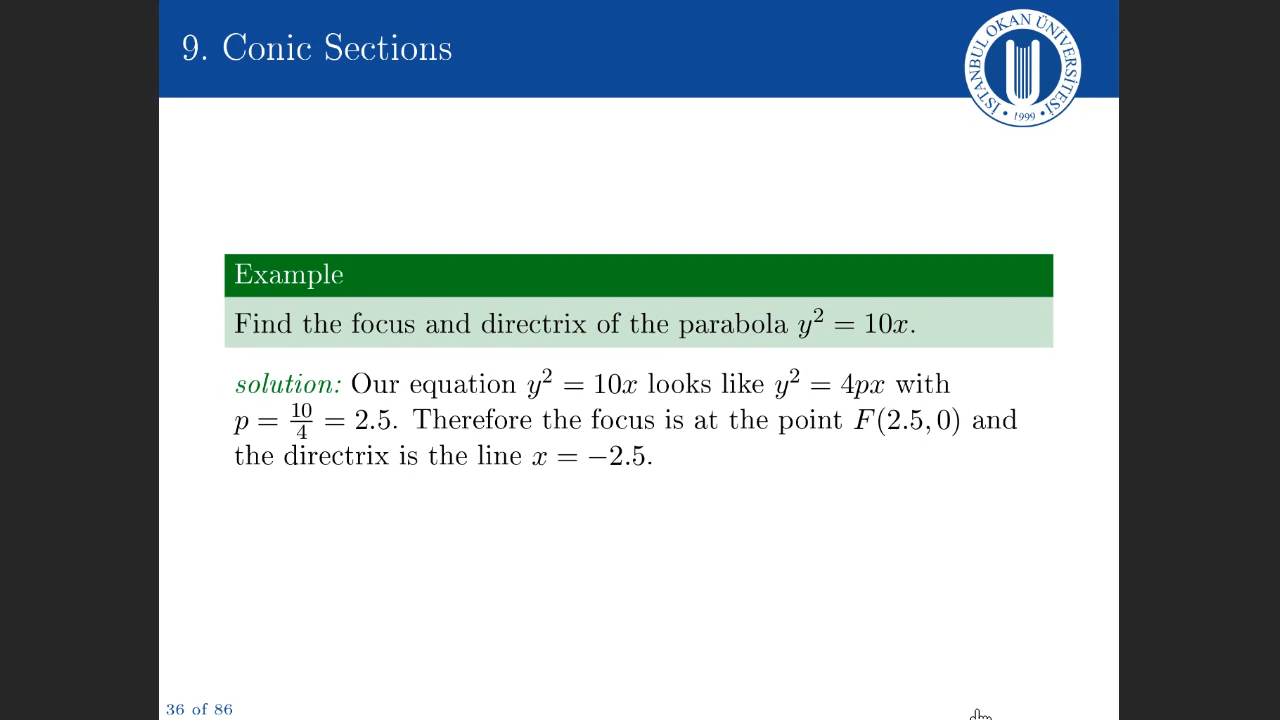 9. Conic Sections
İSTANBUL OKAN ÜNİVERSİTESİ
• 1999 •
Example
Find the focus and directrix of the parabola y² = 10x.
solution: Our equation y² = 10x looks like y² = 4px with
p = 10/4 = 2.5. Therefore the focus is at the point F(2.5, 0) and
the directrix is the line x = −2.5.
36 of 86